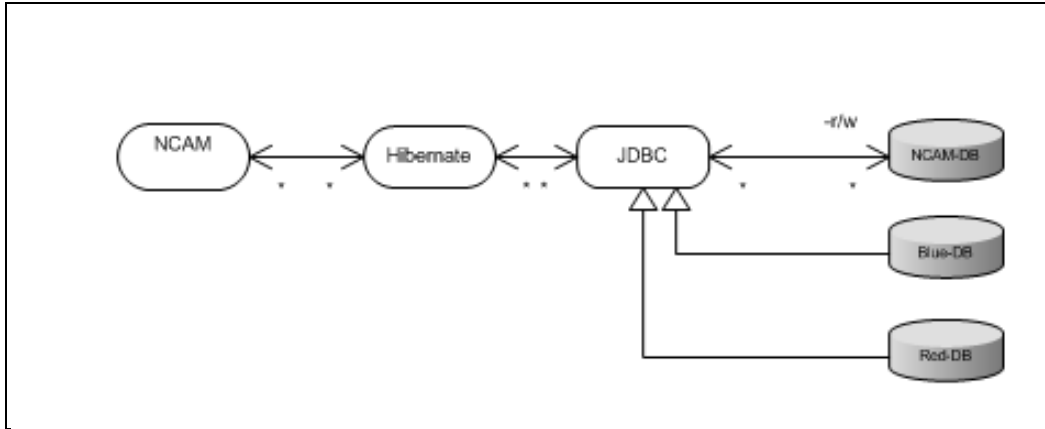 -r/w
NCAM Hibernate JDBC NCAM-DB
* * * * * *
Blue-DB
Red-DB